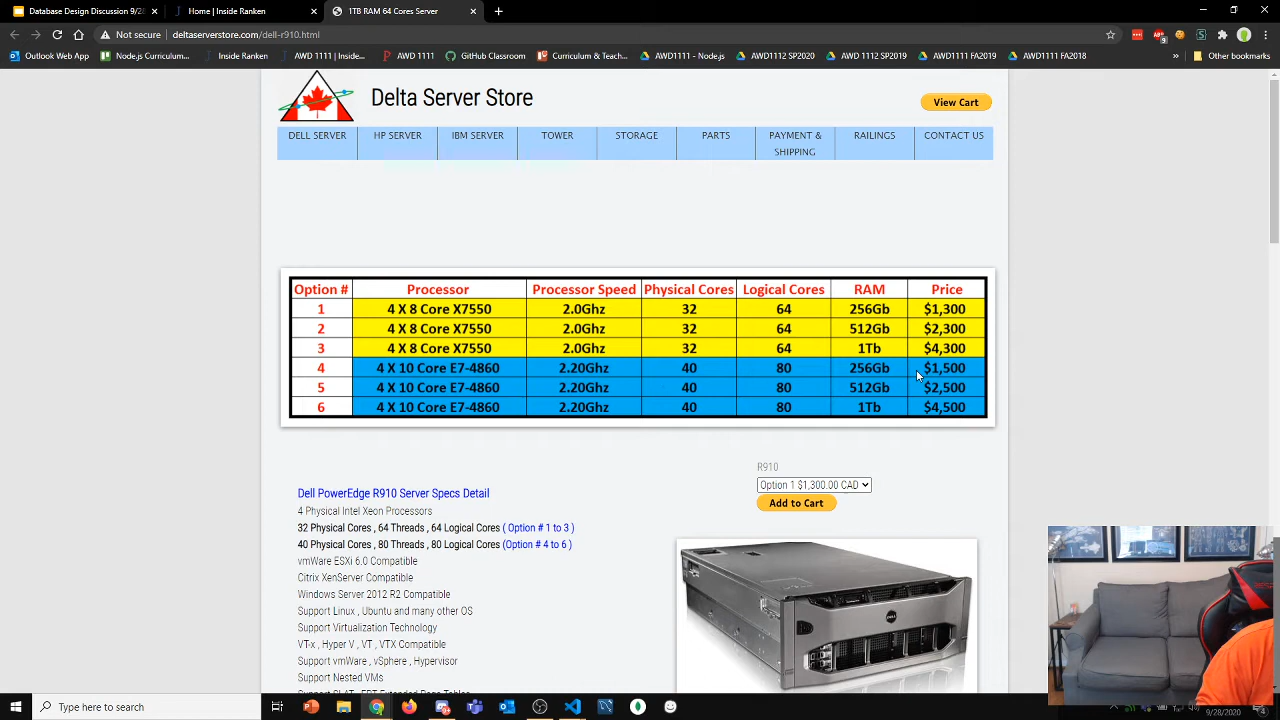 Database Design Discussion 9/28
Home | Inside Ranken
1TB RAM 64 Core Server
Not secure | deltaserverstore.com/dell-r910.html
Outlook Web App
Node.js Curriculum...
Inside Ranken
AWD 1111 | Inside...
AWD 1111
GitHub Classroom
Curriculum & Teach...
AWD1111 - Node.js
AWD 1112 SP2020
AWD 1112 SP2019
AWD1111 FA2019
AWD1111 FA2018
Other bookmarks
Delta Server Store
View Cart
DELL SERVER
HP SERVER
IBM SERVER
TOWER
STORAGE
PARTS
PAYMENT &
SHIPPING
RAILINGS
CONTACT US
Option # Processor Processor Speed Physical Cores Logical Cores RAM Price
1 4 X 8 Core X7550 2.0Ghz 32 64 256Gb $1,300
2 4 X 8 Core X7550 2.0Ghz 32 64 512Gb $2,300
3 4 X 8 Core X7550 2.0Ghz 32 64 1Tb $4,300
4 4 X 10 Core E7-4860 2.20Ghz 40 80 256Gb $1,500
5 4 X 10 Core E7-4860 2.20Ghz 40 80 512Gb $2,500
6 4 X 10 Core E7-4860 2.20Ghz 40 80 1Tb $4,500
R910
Option 1 $1,300.00 CAD
Add to Cart
Dell PowerEdge R910 Server Specs Detail
4 Physical Intel Xeon Processors
32 Physical Cores , 64 Threads , 64 Logical Cores ( Option # 1 to 3 )
40 Physical Cores , 80 Threads , 80 Logical Cores (Option # 4 to 6 )
vmWare ESXi 6.0 Compatible
Citrix XenServer Compatible
Windows Server 2012 R2 Compatible
Support Linux , Ubuntu and many other OS
Support Virtualization Technology
VT-x , Hyper V , VT , VTX Compatible
Support vmWare , vSphere , Hypervisor
Support Nested VMs
Type here to search
9/28/2020